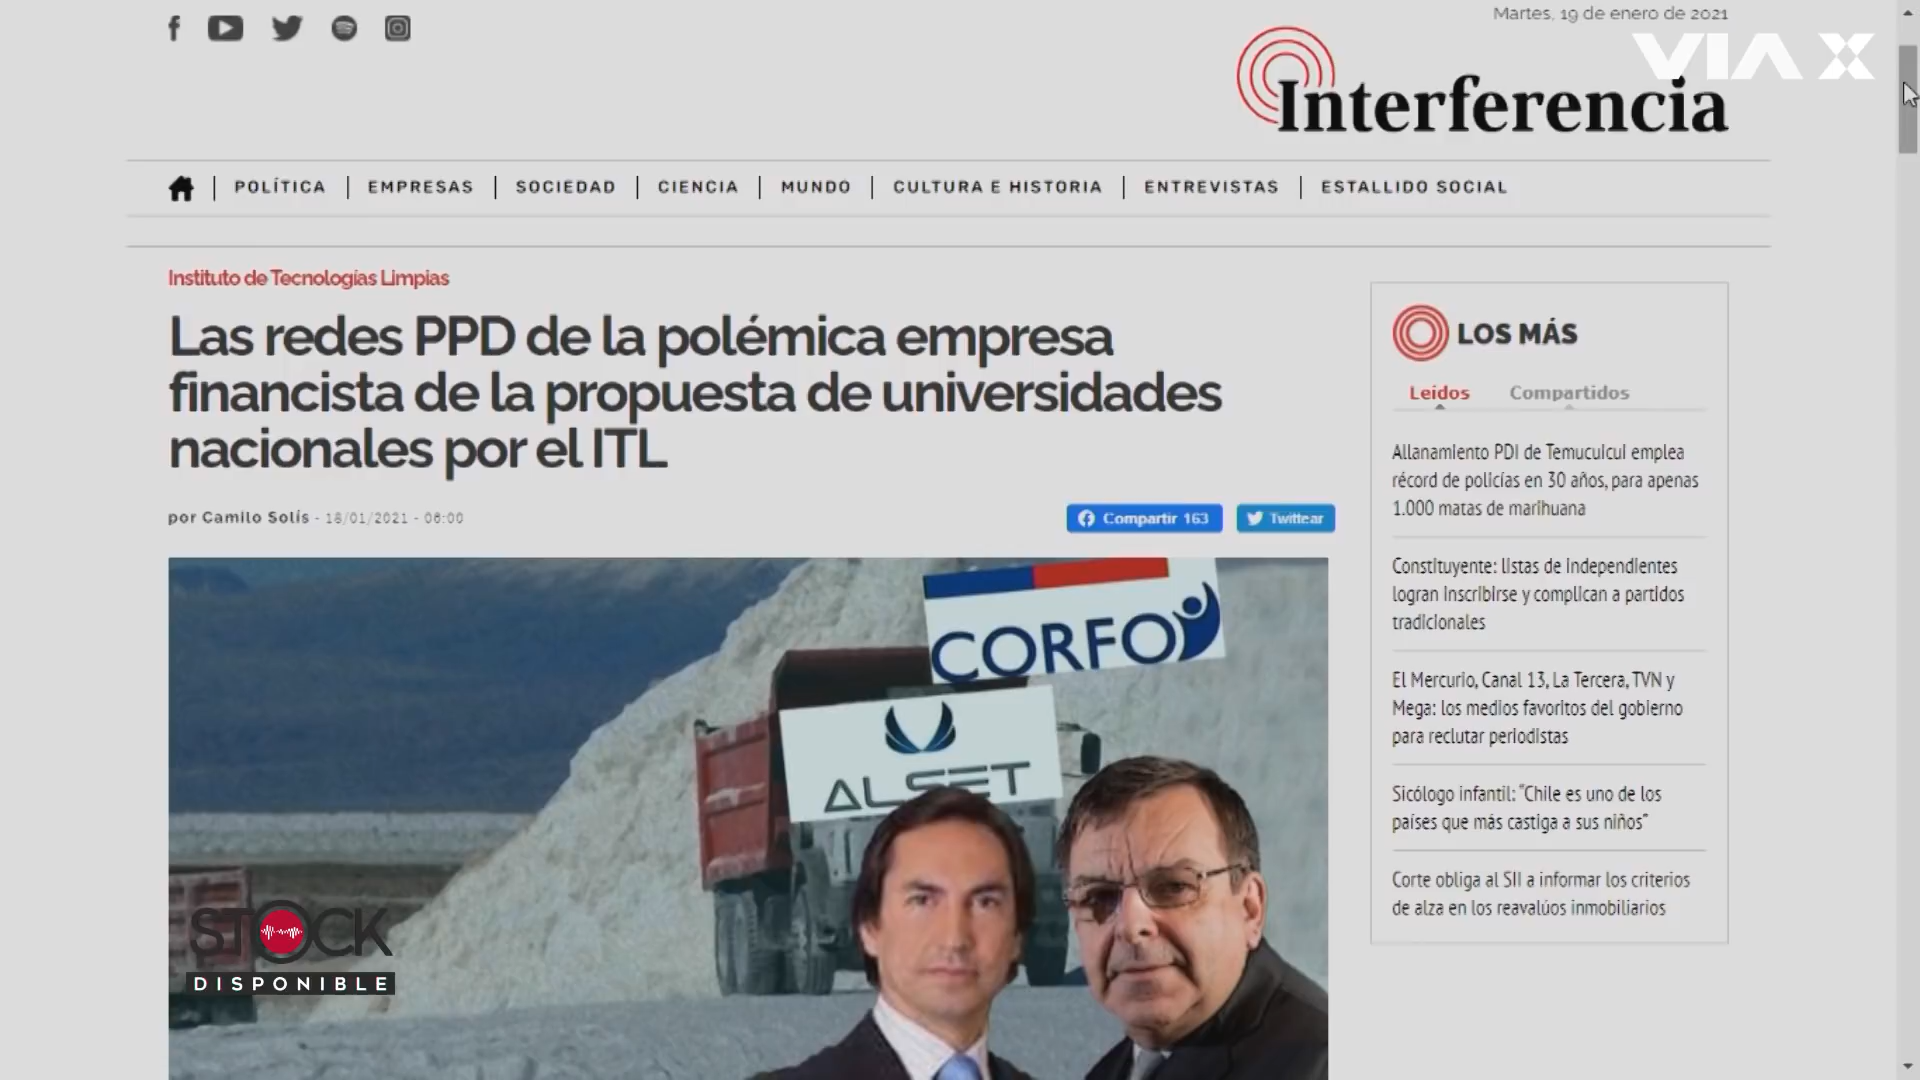 Martes, 19 de enero de 2021
VIA X
Interferencia
POLÍTICA
EMPRESAS
SOCIEDAD
CIENCIA
MUNDO
CULTURA E HISTORIA
ENTREVISTAS
ESTALLIDO SOCIAL
Instituto de Tecnologías Limpias
Las redes PPD de la polémica empresa
financista de la propuesta de universidades
nacionales por el ITL
por Camilo Solís - 18/01/2021 - 06:00
Compartir 163
Twittear
CORFO
ALSET
STOCK
DISPONIBLE
LOS MÁS
Leídos
Compartidos
Allanamiento PDI de Temucuicui emplea
récord de policías en 30 años, para apenas
1.000 matas de marihuana
Constituyente: listas de independientes
logran inscribirse y complican a partidos
tradicionales
El Mercurio, Canal 13, La Tercera, TVN y
Mega: los medios favoritos del gobierno
para reclutar periodistas
Sicólogo infantil: “Chile es uno de los
países que más castiga a sus niños”
Corte obliga al SII a informar los criterios
de alza en los reavalúos inmobiliarios